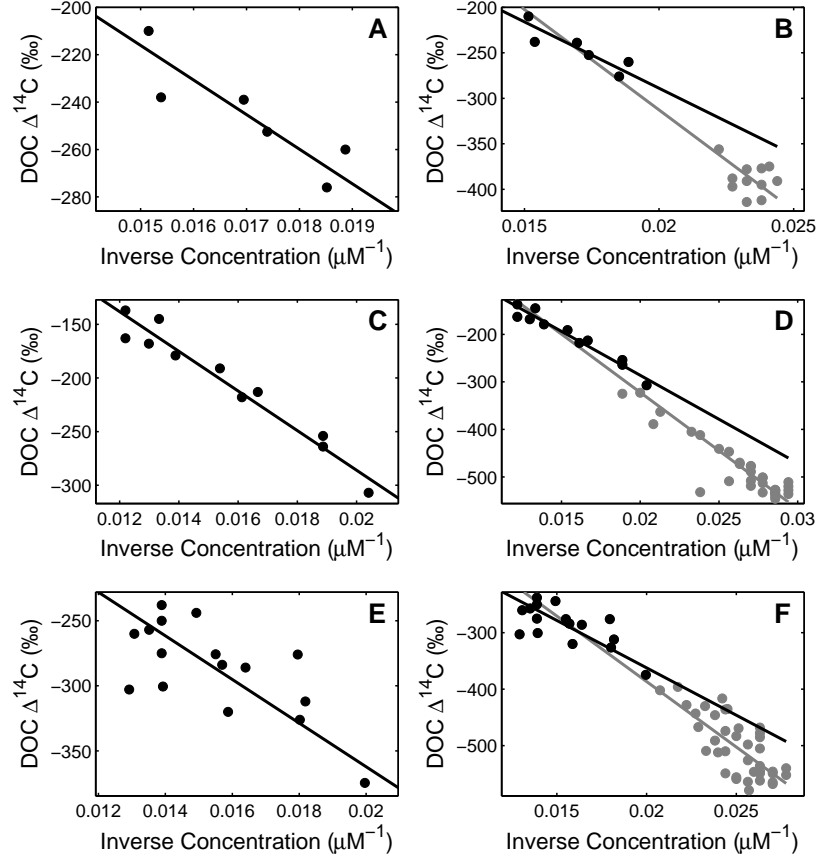 A
−200
−220
−240
−260
−280
DOC Δ¹⁴C (‰)
0.015 0.016 0.017 0.018 0.019
Inverse Concentration (μM⁻¹)
B
−200
−250
−300
−350
−400
DOC Δ¹⁴C (‰)
0.015 0.02 0.025
Inverse Concentration (μM⁻¹)
C
−150
−200
−250
−300
DOC Δ¹⁴C (‰)
0.012 0.014 0.016 0.018 0.02
Inverse Concentration (μM⁻¹)
D
−200
−300
−400
−500
DOC Δ¹⁴C (‰)
0.015 0.02 0.025 0.03
Inverse Concentration (μM⁻¹)
E
−250
−300
−350
DOC Δ¹⁴C (‰)
0.012 0.014 0.016 0.018 0.02
Inverse Concentration (μM⁻¹)
F
−300
−400
−500
DOC Δ¹⁴C (‰)
0.015 0.02 0.025
Inverse Concentration (μM⁻¹)